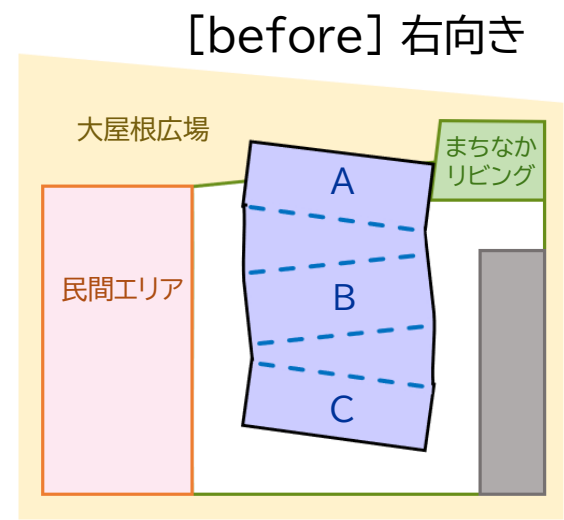 [before] 右向き
大屋根広場
まちなか
リビング
A
民間エリア
B
C